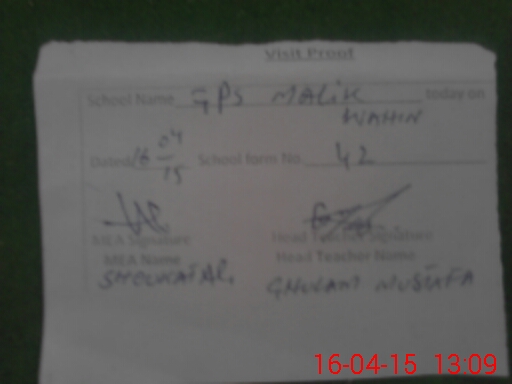 Visit Proof
School Name GPS MALIK today on
WAHIN
Dated 16 04 15 School form No. 42
MEA Signature Head Teacher Signature
MEA Name Head Teacher Name
SHOUKAT ALI GHULAM MUSTAFA
16-04-15 13:09